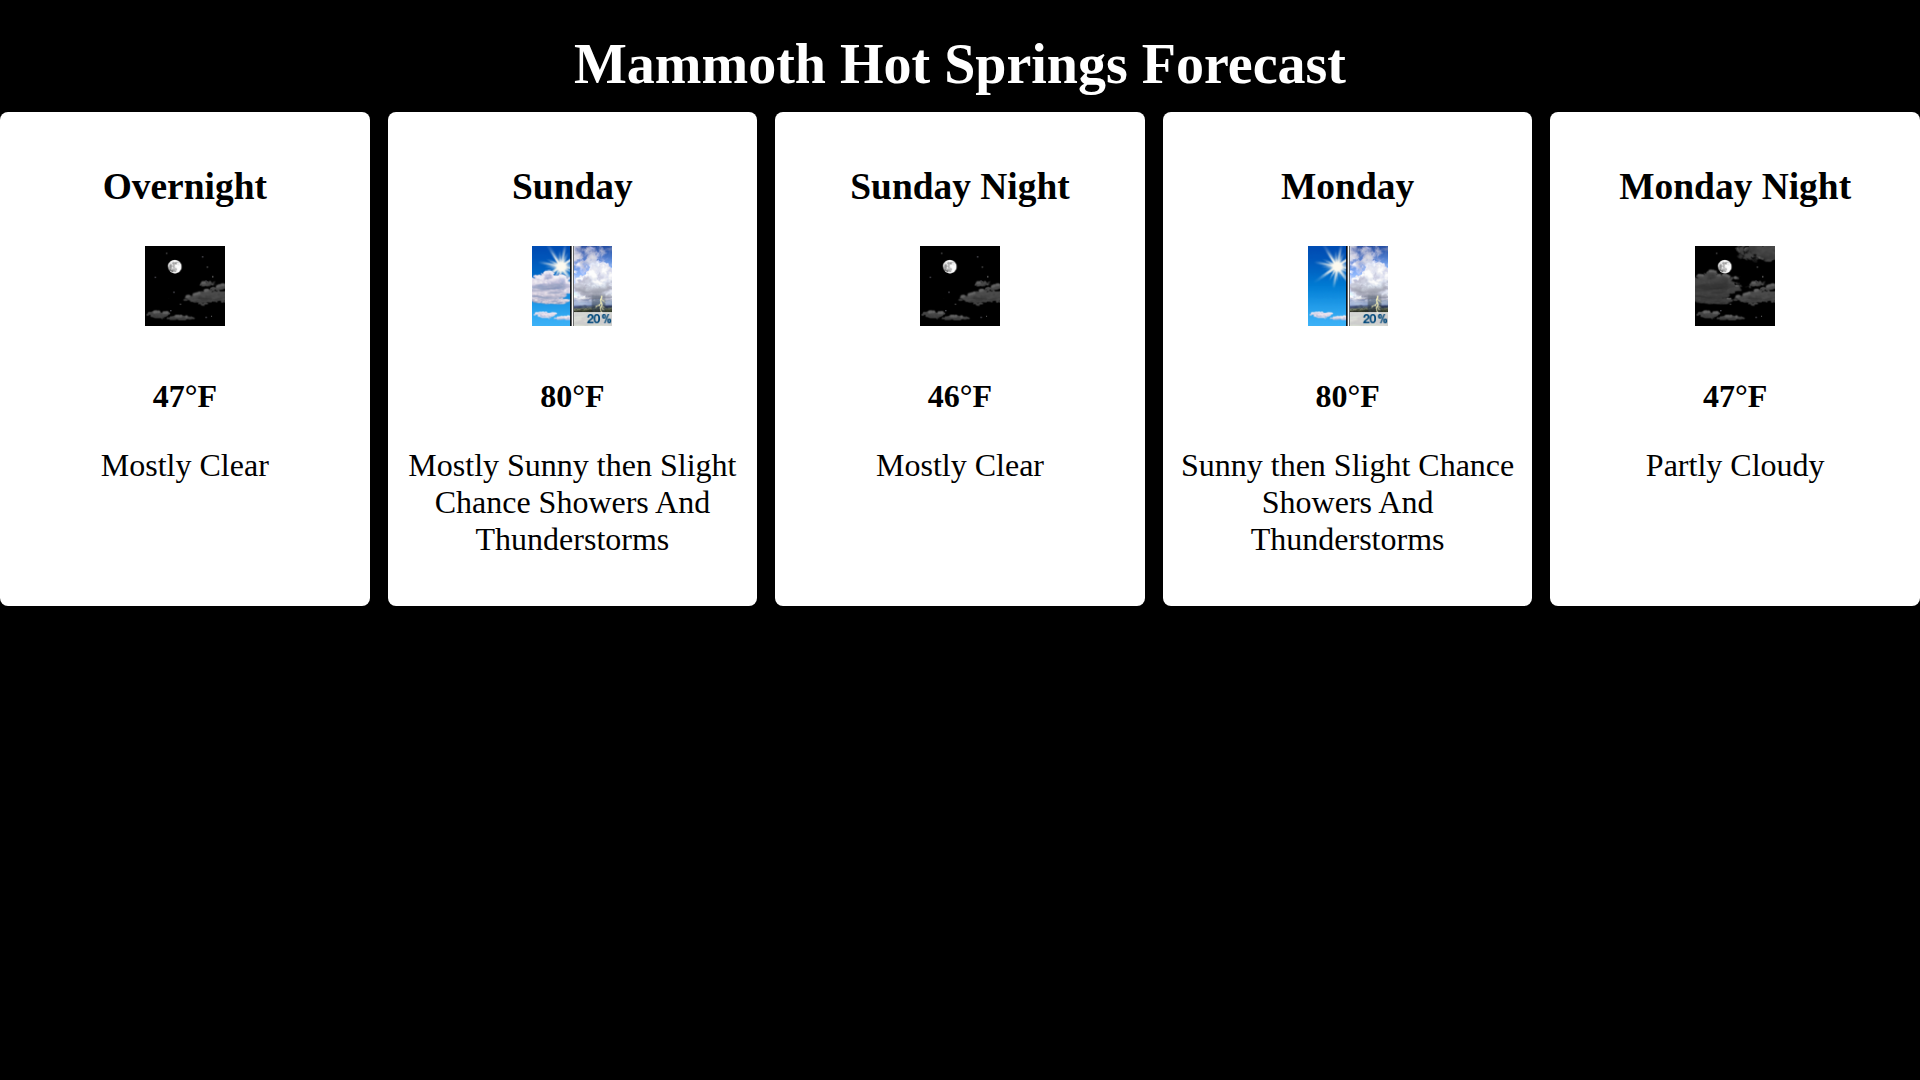 Mammoth Hot Springs Forecast
Overnight
47°F
Mostly Clear
Sunday
20%
80°F
Mostly Sunny then Slight
Chance Showers And
Thunderstorms
Sunday Night
46°F
Mostly Clear
Monday
20%
80°F
Sunny then Slight Chance
Showers And
Thunderstorms
Monday Night
47°F
Partly Cloudy